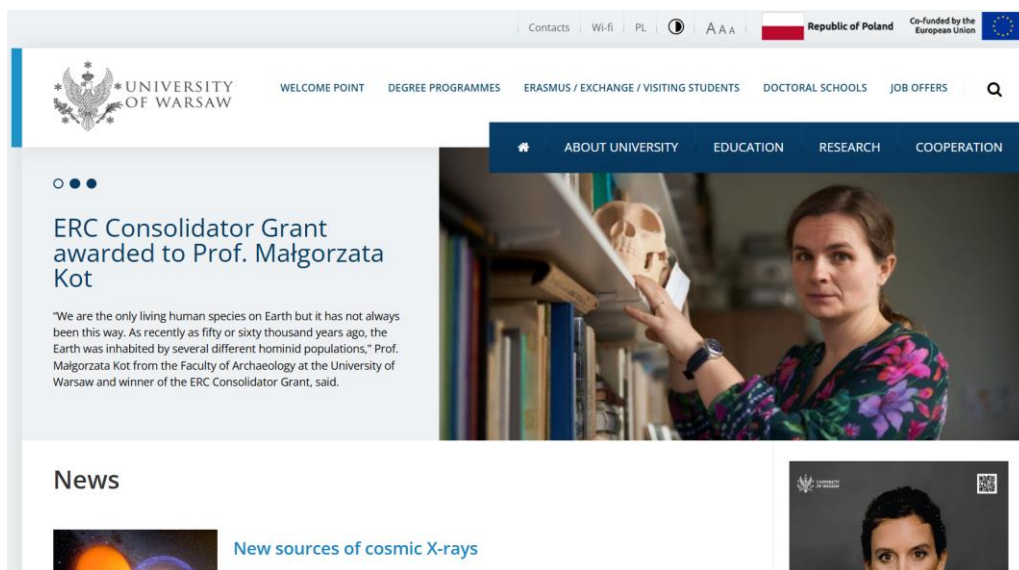 Contacts
Wi-fi
PL
A A A
Republic of Poland
Co-funded by the
European Union
UNIVERSITY
OF WARSAW
WELCOME POINT
DEGREE PROGRAMMES
ERASMUS / EXCHANGE / VISITING STUDENTS
DOCTORAL SCHOOLS
JOB OFFERS
ABOUT UNIVERSITY
EDUCATION
RESEARCH
COOPERATION
ERC Consolidator Grant
awarded to Prof. Małgorzata
Kot
“We are the only living human species on Earth but it has not always
been this way. As recently as fifty or sixty thousand years ago, the
Earth was inhabited by several different hominid populations,” Prof.
Małgorzata Kot from the Faculty of Archaeology at the University of
Warsaw and winner of the ERC Consolidator Grant, said.
News
New sources of cosmic X-rays
UNIVERSITY
OF WARSAW